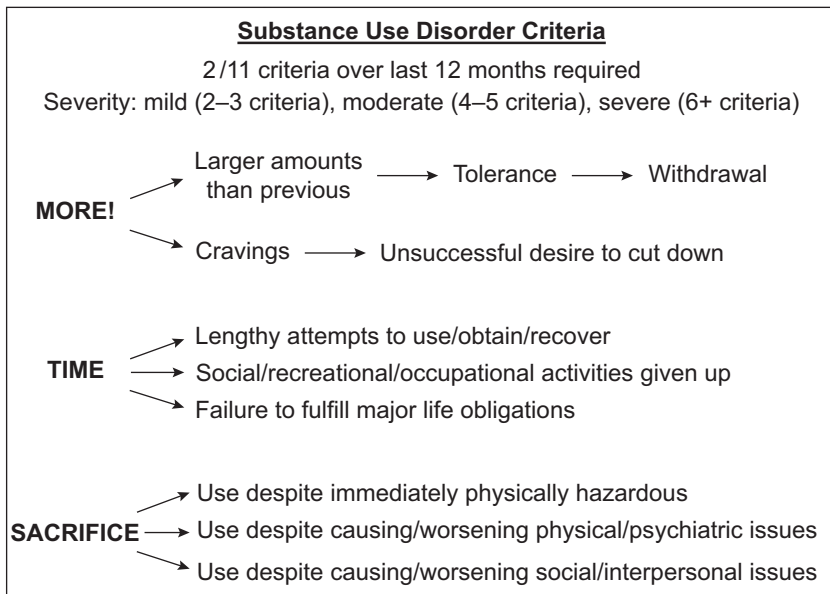 Substance Use Disorder Criteria
2/11 criteria over last 12 months required
Severity: mild (2–3 criteria), moderate (4–5 criteria), severe (6+ criteria)
MORE!
Larger amounts
than previous
Tolerance
Withdrawal
Cravings
Unsuccessful desire to cut down
TIME
Lengthy attempts to use/obtain/recover
Social/recreational/occupational activities given up
Failure to fulfill major life obligations
SACRIFICE
Use despite immediately physically hazardous
Use despite causing/worsening physical/psychiatric issues
Use despite causing/worsening social/interpersonal issues